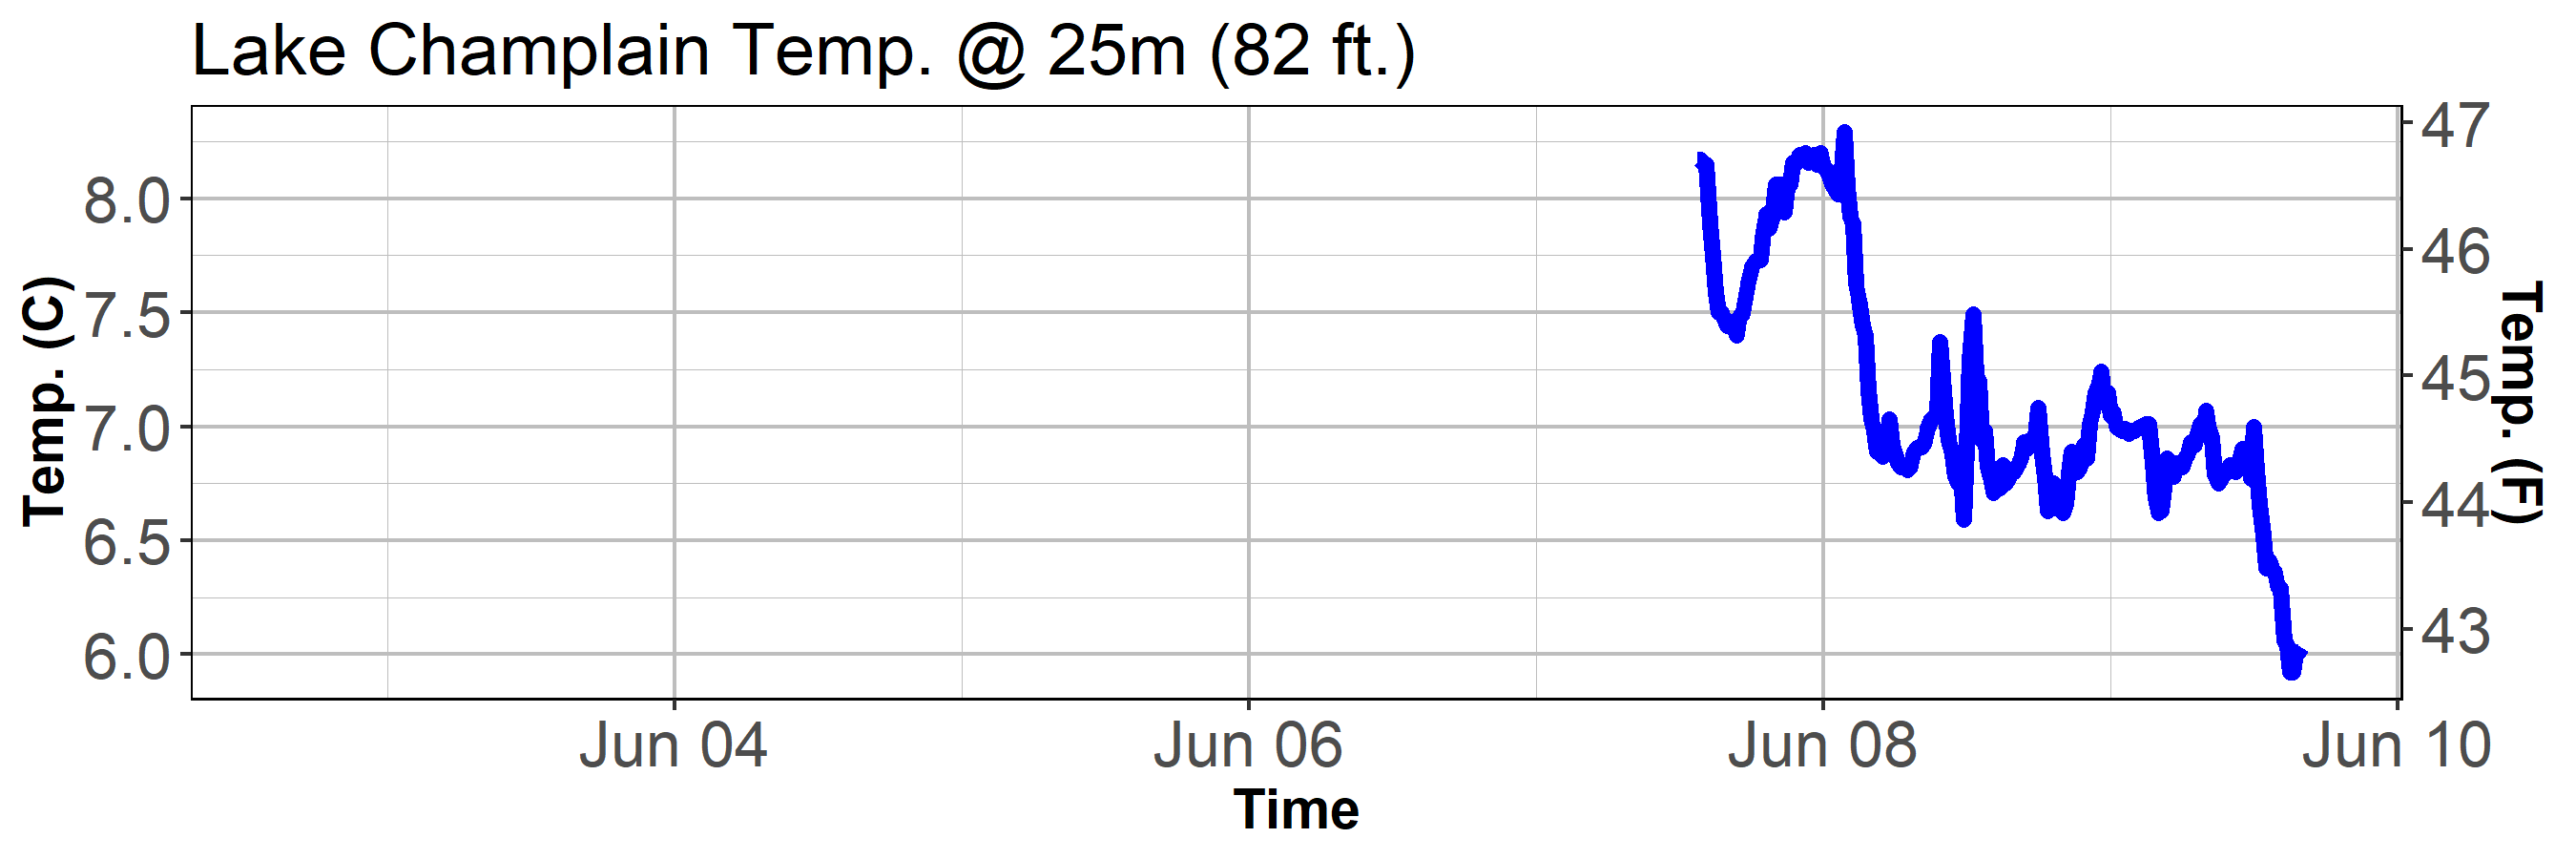 Lake Champlain Temp. @ 25m (82 ft.)
Temp. (C)
8.0
7.5
7.0
6.5
6.0
47
46
45
44
43
Temp. (F)
Jun 04
Jun 06
Jun 08
Jun 10
Time